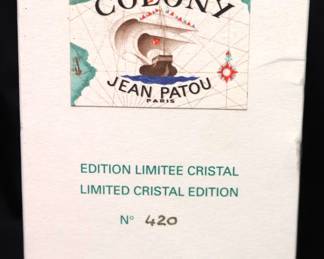 COLONY
JEAN PATOU
PARIS
EDITION LIMITEE CRISTAL
LIMITED CRISTAL EDITION
N° 420